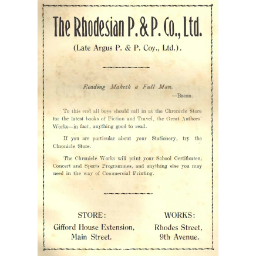 The Rhodesian P. & P. Co., Ltd.
(Late Argus P. & P. Coy., Ltd.).
Reading Maketh a Full Man.
—Bacon.
To this end all boys should call in at the Chronicle Store
for the latest books of Fiction and Travel, the Great Authors'
Works—in fact, anything good to read.
If you are particular about your Stationery, try the
Chronicle Store.
The Chronicle Works will print your School Certificates,
Concert and Sports Programmes, and anything else you may
need in the way of Commercial Printing.
STORE:
Gifford House Extension,
Main Street.
WORKS:
Rhodes Street,
9th Avenue.